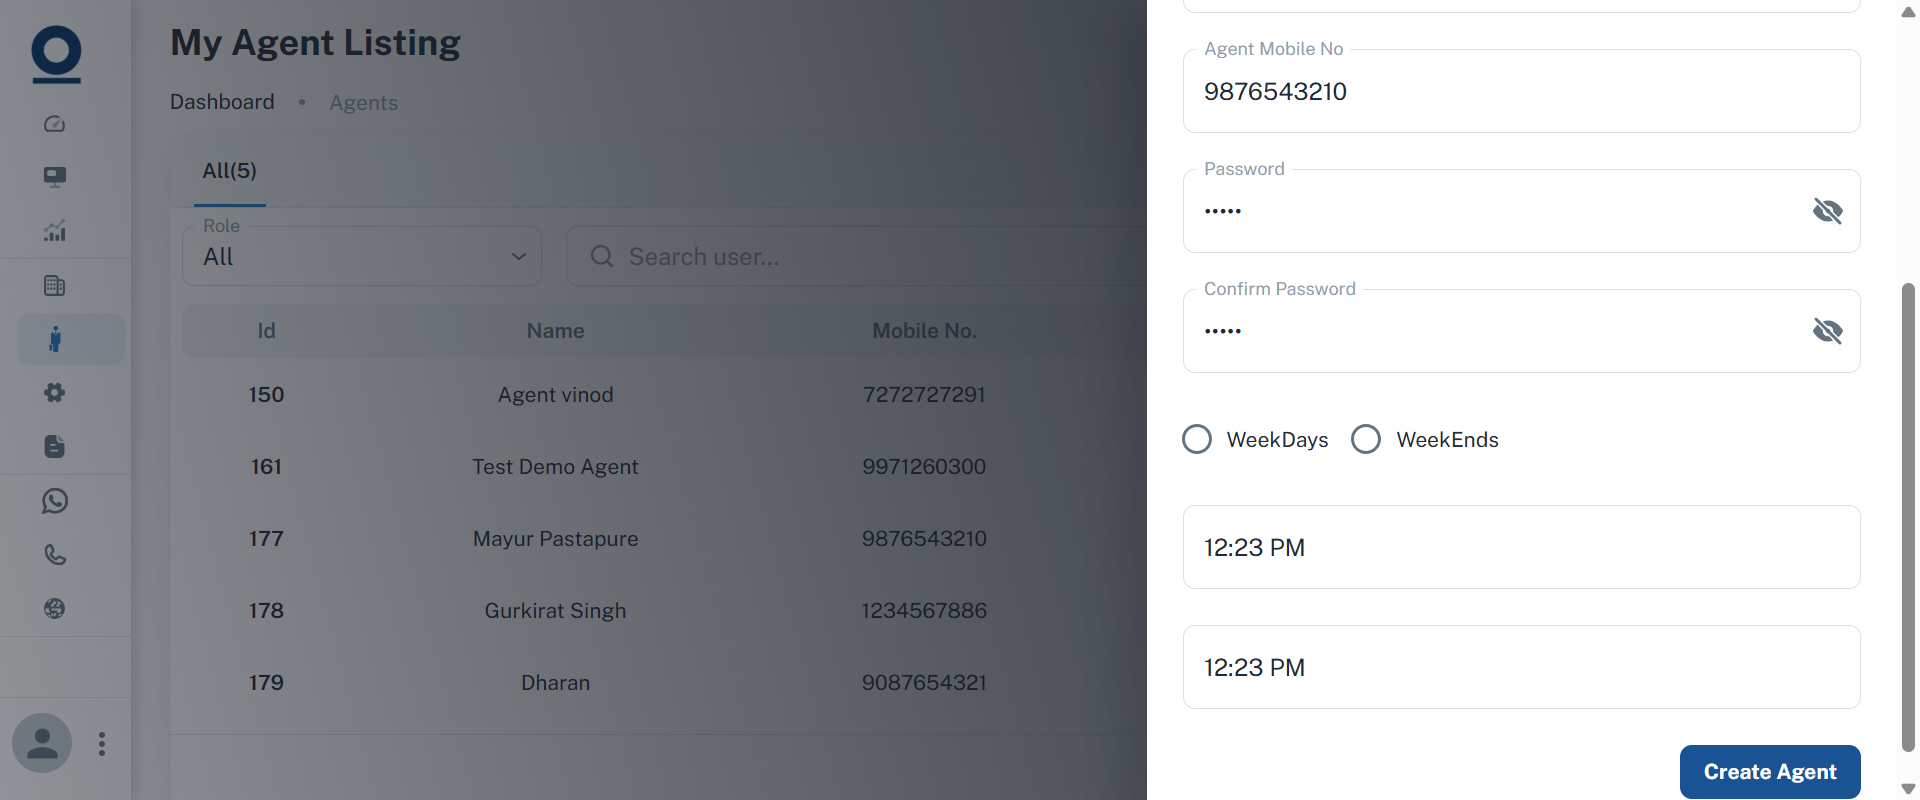 My Agent Listing
Dashboard • Agents
All(5)
Role
All
Search user...
Id Name Mobile No.
150 Agent vinod 7272727291
161 Test Demo Agent 9971260300
177 Mayur Pastapure 9876543210
178 Gurkirat Singh 1234567886
179 Dharan 9087654321
Agent Mobile No
9876543210
Password
•••••
Confirm Password
•••••
WeekDays WeekEnds
12:23 PM
12:23 PM
Create Agent